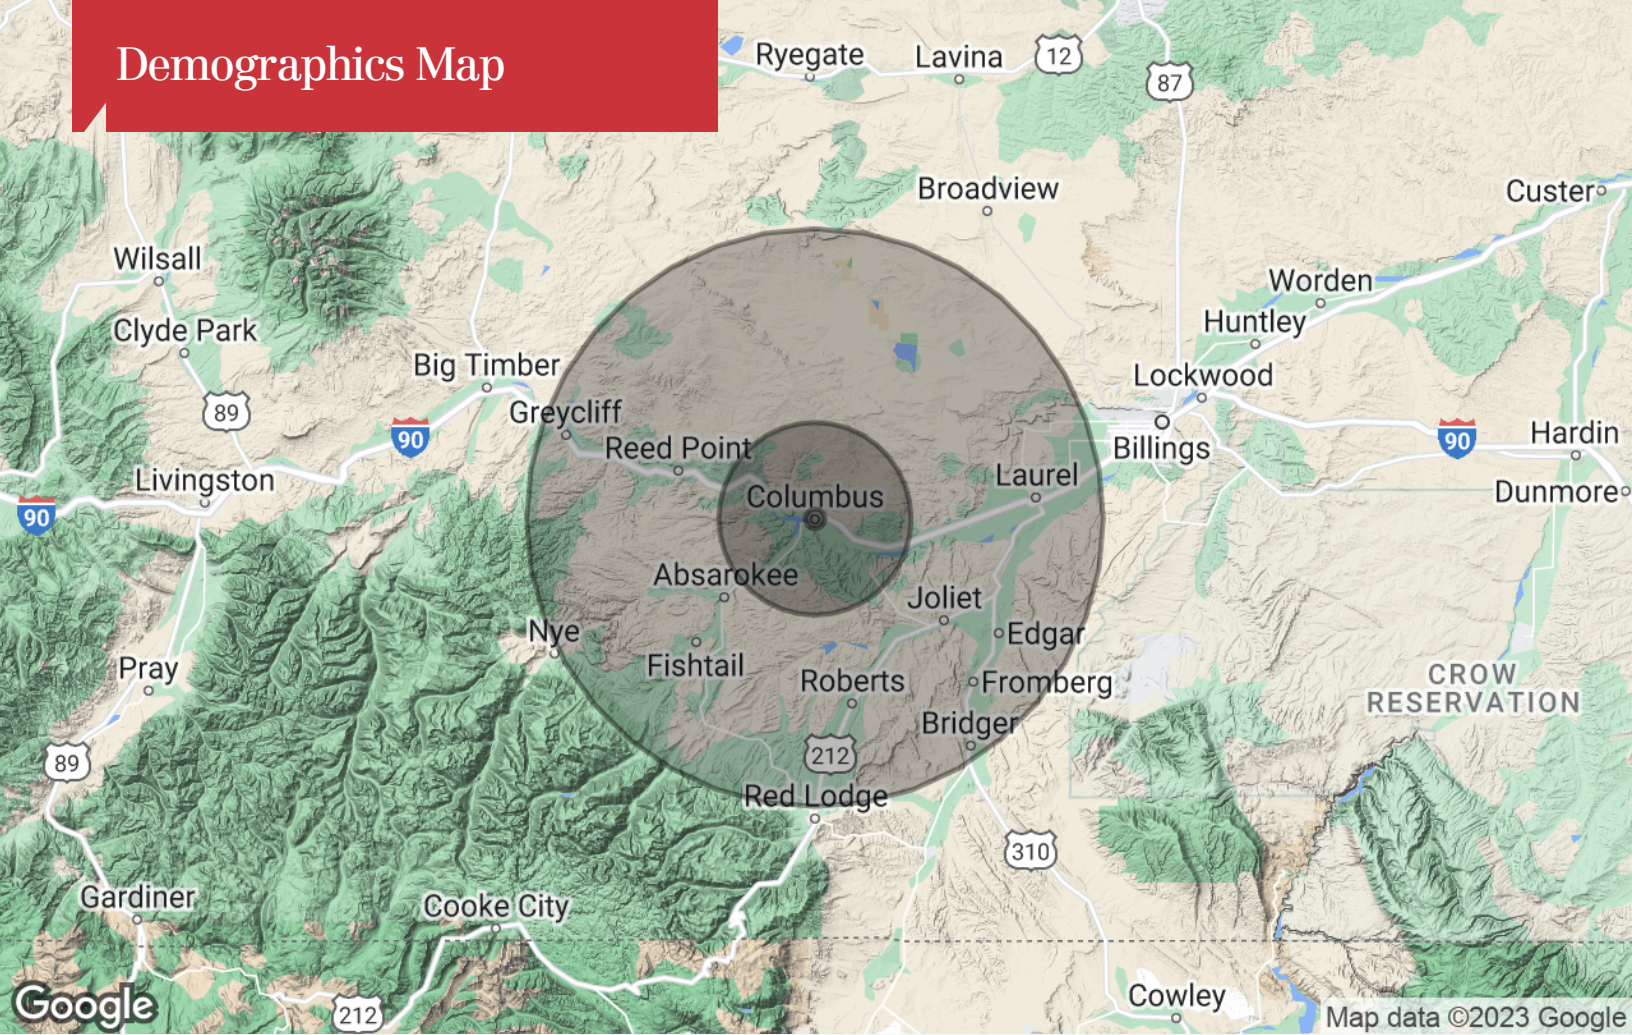 Demographics Map
Ryegate
Lavina
12
87
Broadview
Custer
Wilsall
Worden
Clyde Park
Huntley
Big Timber
Lockwood
89
Greycliff
90
Reed Point
Billings
90
Hardin
Livingston
Columbus
Laurel
Dunmore
90
Absarokee
Joliet
Nye
Edgar
Pray
Fishtail
Roberts
Fromberg
CROW
RESERVATION
Bridger
89
212
Red Lodge
310
Gardiner
Cooke City
Cowley
Google
212
Map data ©2023 Google